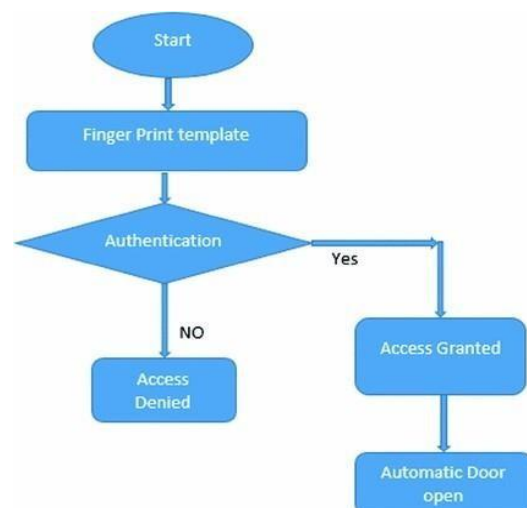 Start
Finger Print template
Authentication
Yes
NO
Access Granted
Access
Denied
Automatic Door
open